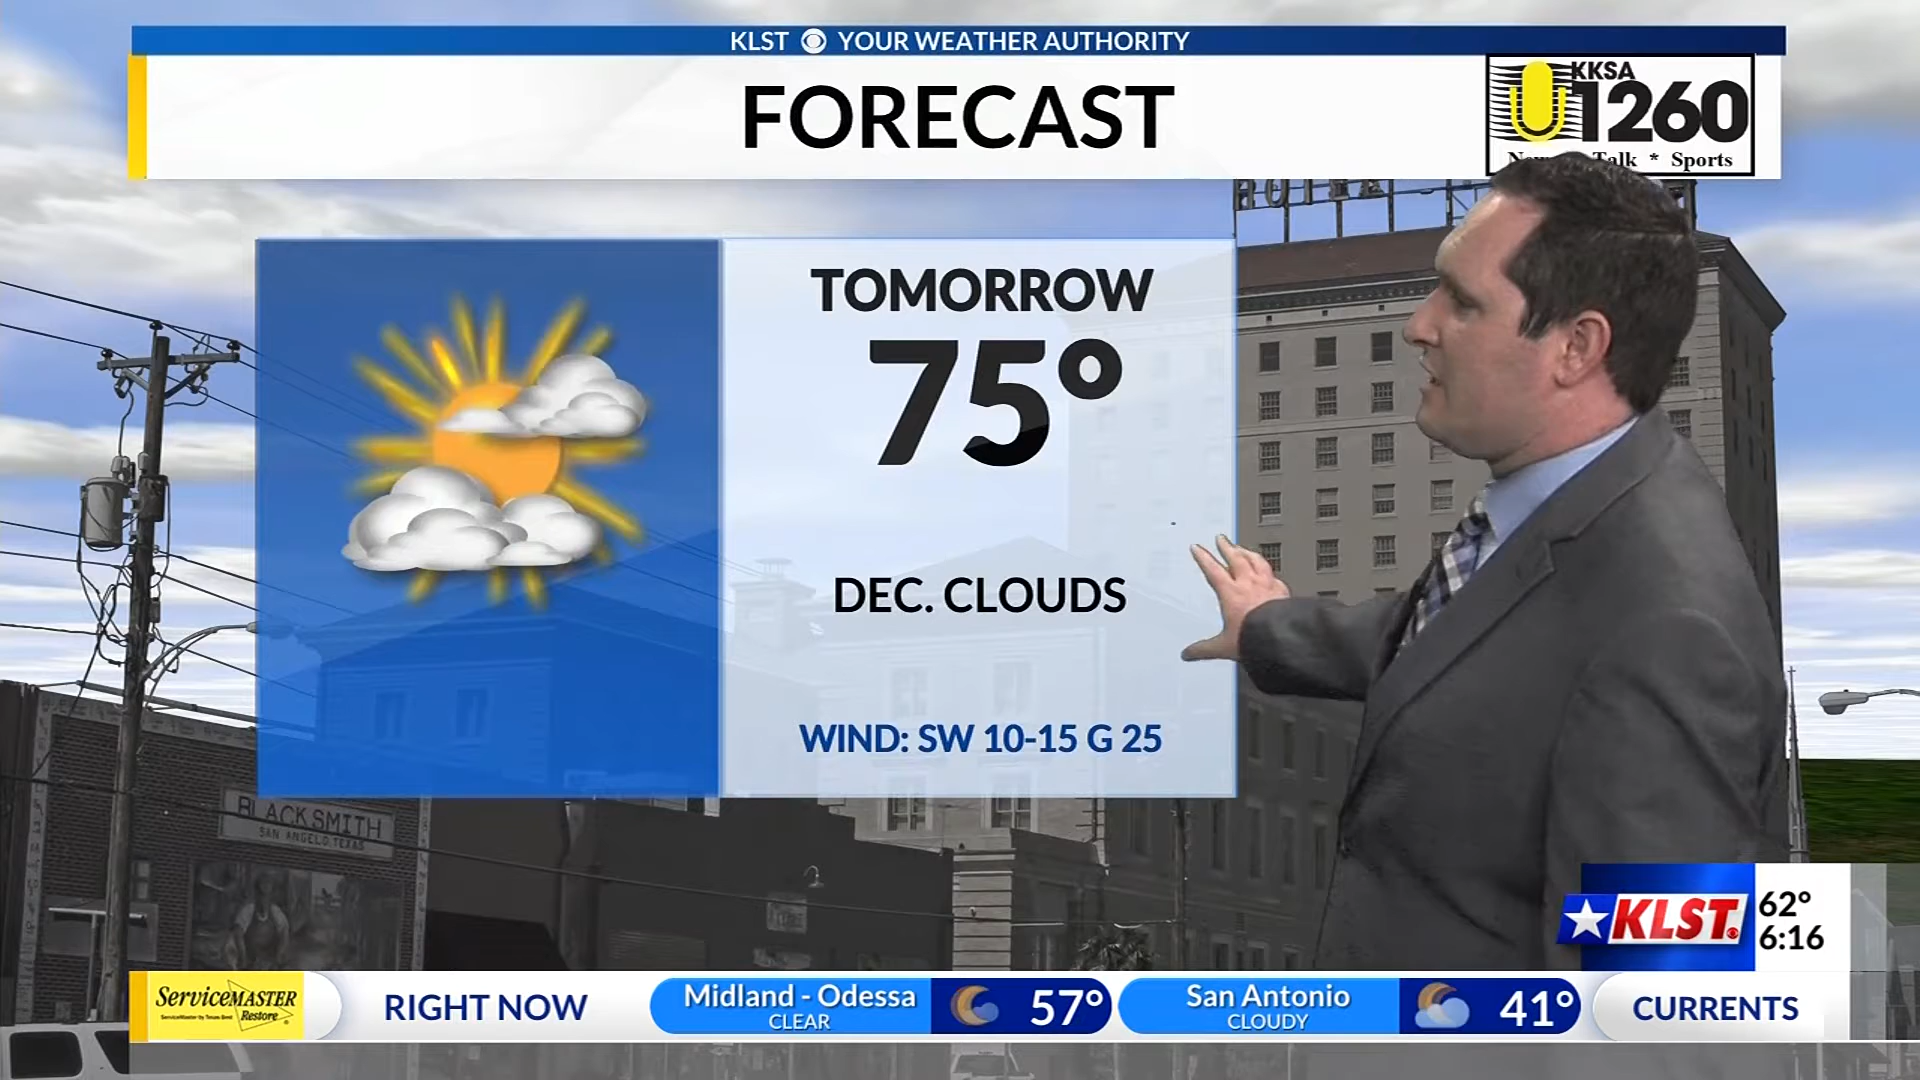 KLST YOUR WEATHER AUTHORITY
FORECAST
KKSA
1260
Talk * Sports
TOMORROW
75°
DEC. CLOUDS
WIND: SW 10-15 G 25
BLACKSMITH
SAN ANGELO, TEXAS
KLST
62°
6:16
ServiceMASTER
Restore
RIGHT NOW
Midland - Odessa
CLEAR
57°
San Antonio
CLOUDY
41°
CURRENTS